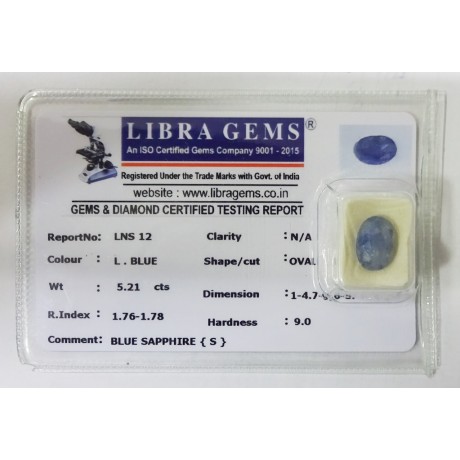 LIBRA GEMS ®
An ISO Certified Gems Company 9001 - 2015
Registered Under the Trade Marks with Govt. of India
website : www.libragems.co.in
GEMS & DIAMOND CERTIFIED TESTING REPORT
ReportNo: LNS 12 Clarity : N/A
Colour : L . BLUE Shape/cut : OVAL
Wt : 5.21 cts Dimension :
R.Index : 1.76-1.78 Hardness : 9.0
Comment: BLUE SAPPHIRE { S }